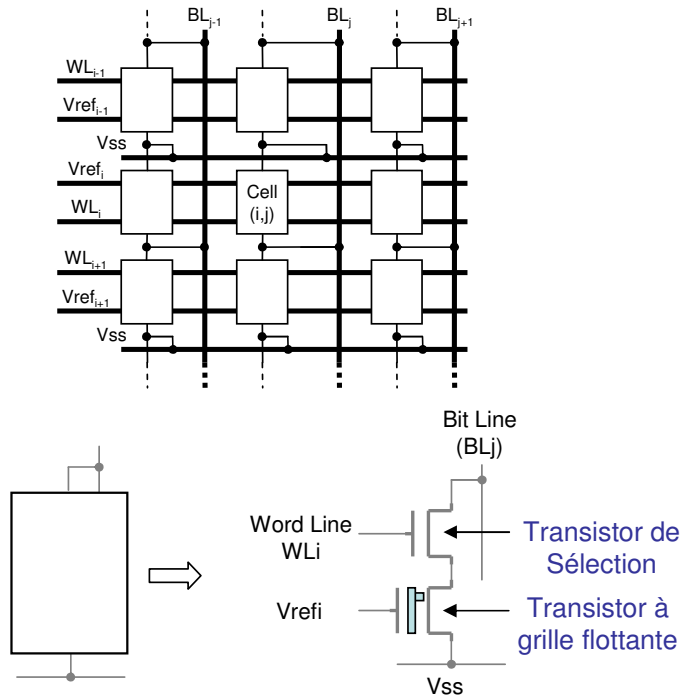 BLj-1 BLj BLj+1
WLi-1
Vrefi-1
Vss
Vrefi
Cell
(i,j)
WLi
WLi+1
Vrefi+1
Vss
Bit Line
(BLj)
Word Line
WLi
Transistor de
Sélection
Vrefi
Transistor à
grille flottante
Vss